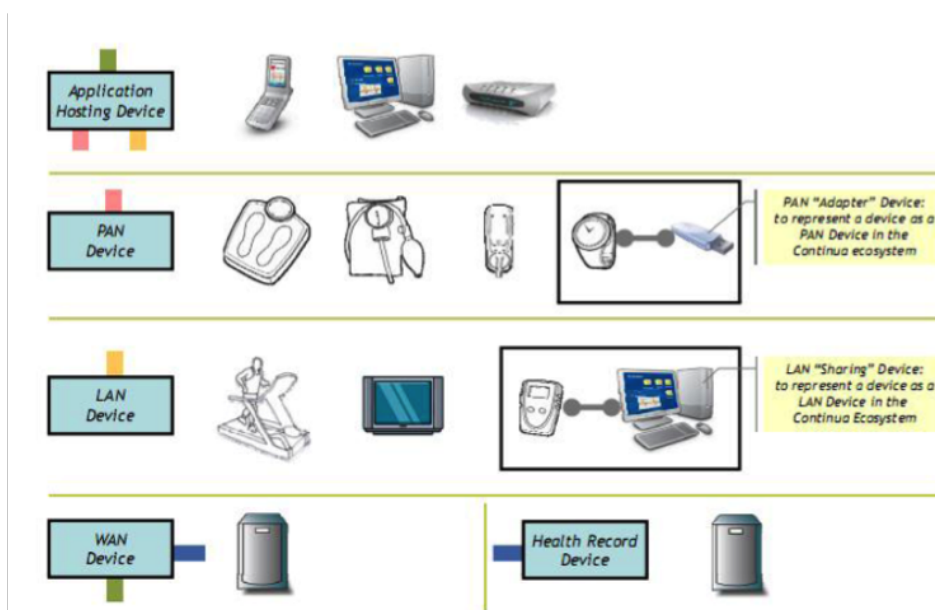 Application
Hosting Device
PAN
Device
PAN "Adapter" Device:
to represent a device as a
PAN Device in the
Continua ecosystem
LAN
Device
LAN "Sharing" Device:
to represent a device as a
LAN Device in the
Continua Ecosystem
WAN
Device
Health Record
Device